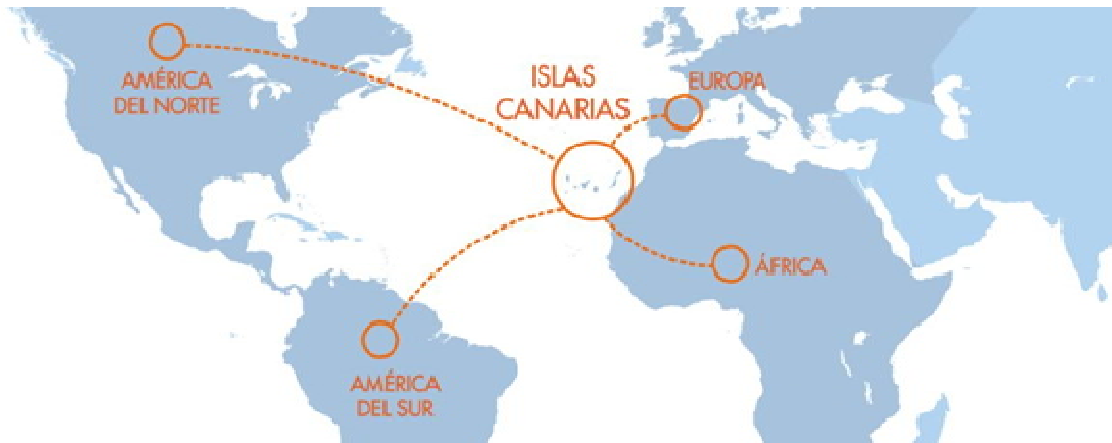 AMÉRICA
DEL NORTE
ISLAS
CANARIAS
EUROPA
ÁFRICA
AMÉRICA
DEL SUR